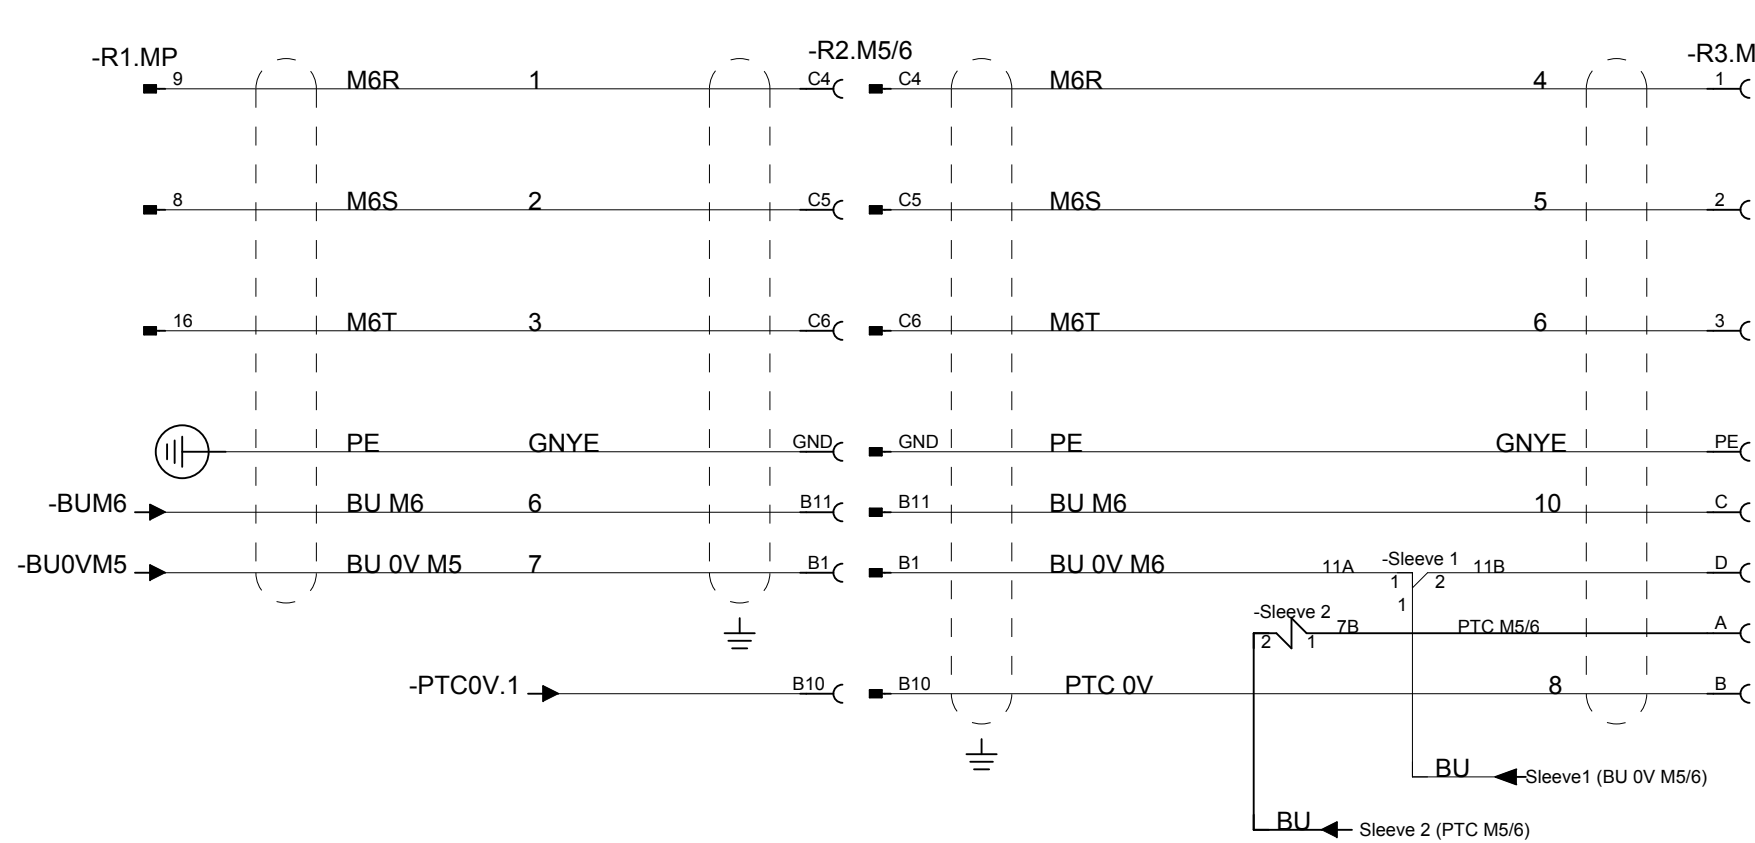 -R1.MP -R2.M5/6 -R3.M
9 M6R 1 C4 C4 M6R 4 1
8 M6S 2 C5 C5 M6S 5 2
16 M6T 3 C6 C6 M6T 6 3
PE GNYE GND GND PE GNYE PE
-BUM6 BU M6 6 B11 B11 BU M6 10 C
-BU0VM5 BU 0V M5 7 B1 B1 BU 0V M6 11A -Sleeve 1 11B D
1 2
1
-Sleeve 2 7B PTC M5/6 A
2 1
-PTC0V.1 B10 B10 PTC 0V 8 B
BU Sleeve1 (BU 0V M5/6)
BU Sleeve 2 (PTC M5/6)